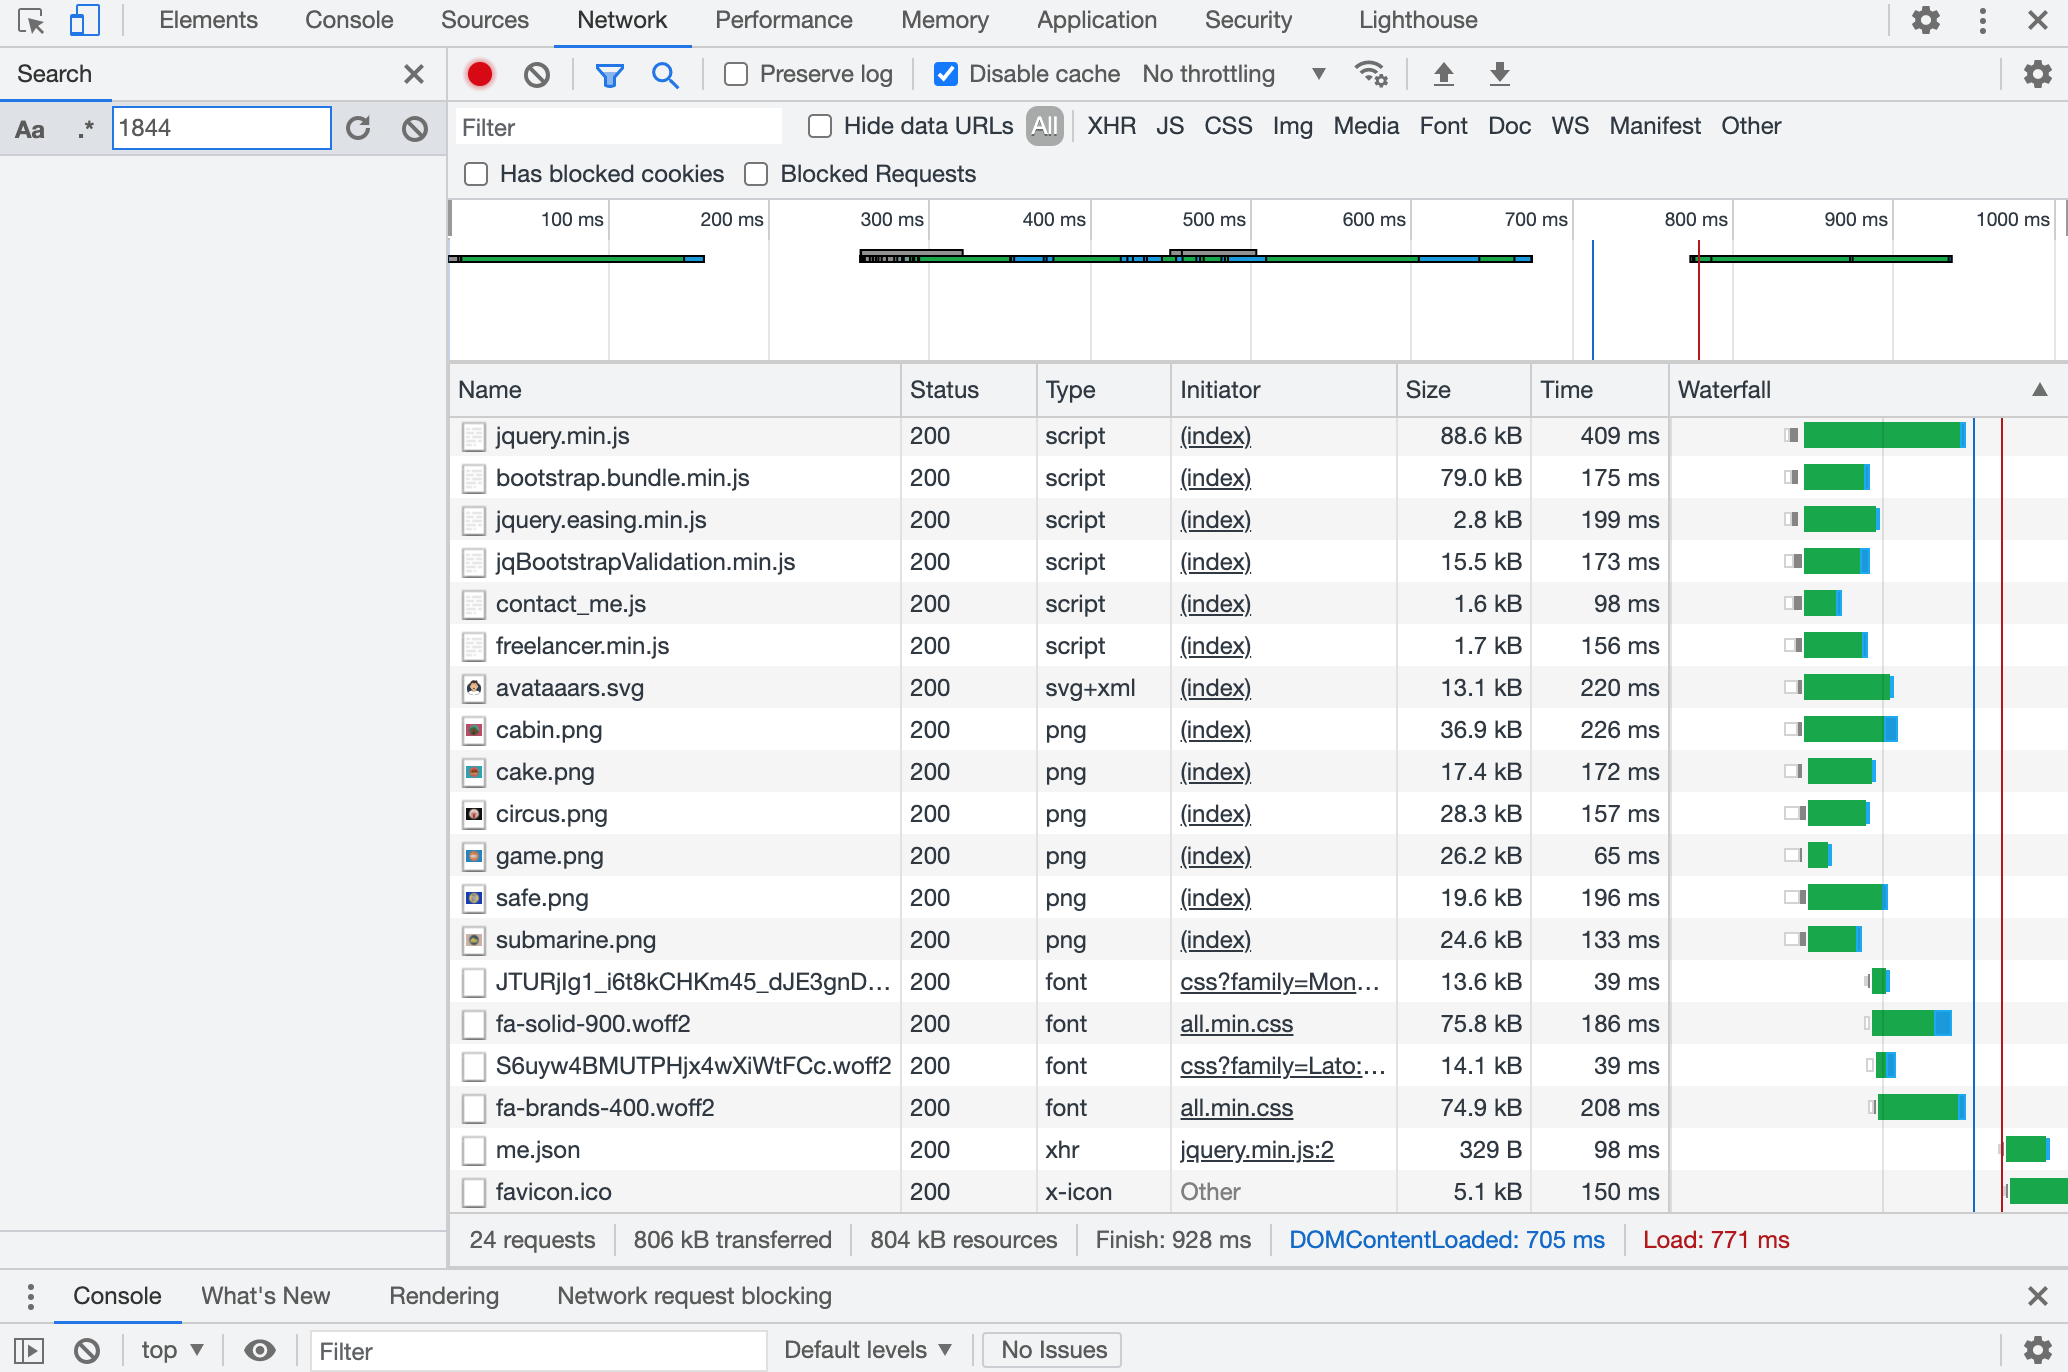 Elements Console Sources Network Performance Memory Application Security Lighthouse
Search
Preserve log Disable cache No throttling
Aa .* 1844
Filter Hide data URLs All XHR JS CSS Img Media Font Doc WS Manifest Other
Has blocked cookies Blocked Requests
100 ms 200 ms 300 ms 400 ms 500 ms 600 ms 700 ms 800 ms 900 ms 1000 ms
Name Status Type Initiator Size Time Waterfall
jquery.min.js 200 script (index) 88.6 kB 409 ms
bootstrap.bundle.min.js 200 script (index) 79.0 kB 175 ms
jquery.easing.min.js 200 script (index) 2.8 kB 199 ms
jqBootstrapValidation.min.js 200 script (index) 15.5 kB 173 ms
contact_me.js 200 script (index) 1.6 kB 98 ms
freelancer.min.js 200 script (index) 1.7 kB 156 ms
avataaars.svg 200 svg+xml (index) 13.1 kB 220 ms
cabin.png 200 png (index) 36.9 kB 226 ms
cake.png 200 png (index) 17.4 kB 172 ms
circus.png 200 png (index) 28.3 kB 157 ms
game.png 200 png (index) 26.2 kB 65 ms
safe.png 200 png (index) 19.6 kB 196 ms
submarine.png 200 png (index) 24.6 kB 133 ms
JTURjIg1_i6t8kCHKm45_dJE3gnD... 200 font css?family=Mon... 13.6 kB 39 ms
fa-solid-900.woff2 200 font all.min.css 75.8 kB 186 ms
S6uyw4BMUTPHjx4wXiWtFCc.woff2 200 font css?family=Lato:... 14.1 kB 39 ms
fa-brands-400.woff2 200 font all.min.css 74.9 kB 208 ms
me.json 200 xhr jquery.min.js:2 329 B 98 ms
favicon.ico 200 x-icon Other 5.1 kB 150 ms
24 requests 806 kB transferred 804 kB resources Finish: 928 ms DOMContentLoaded: 705 ms Load: 771 ms
Console What's New Rendering Network request blocking
top Filter Default levels No Issues